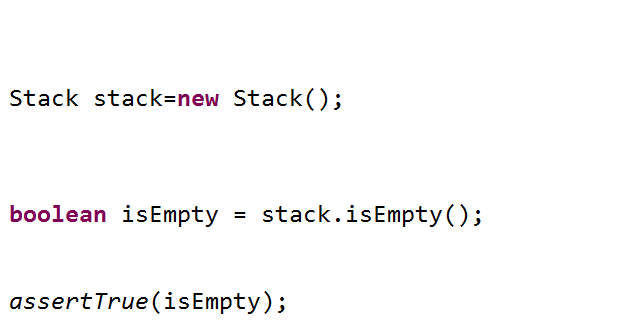 Stack stack=new Stack();
boolean isEmpty = stack.isEmpty();
assertTrue(isEmpty);